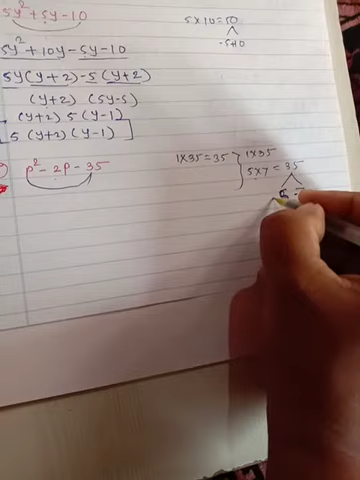 5y² + 5y - 10
5 x 10 = 50
- 5 + 10
5y² + 10y - 5y - 10
5y (y + 2) - 5 (y + 2)
(y + 2) (5y - 5)
(y + 2) 5 (y - 1)
5 (y + 2) (y - 1)
p² - 2p - 35
1 x 35 = 35
1 x 35
5 x 7 = 35